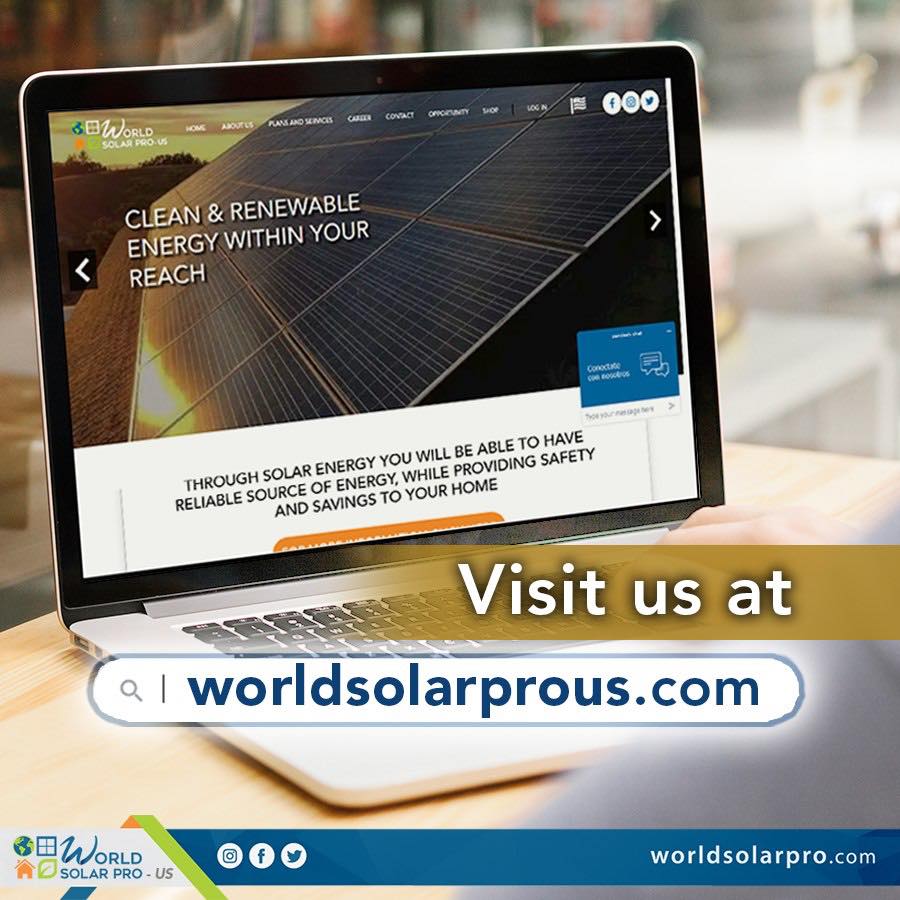 WORLD
SOLAR PRO - US
HOME ABOUT US PLANS AND SERVICES CAREER CONTACT OPPORTUNITY SHOP LOG IN
CLEAN & RENEWABLE
ENERGY WITHIN YOUR
REACH
Conectate
con nosotros
Type your message here
THROUGH SOLAR ENERGY YOU WILL BE ABLE TO HAVE
RELIABLE SOURCE OF ENERGY, WHILE PROVIDING SAFETY
AND SAVINGS TO YOUR HOME
FOR MORE INFORMATION
Visit us at
worldsolarprous.com
WORLD
SOLAR PRO - US
worldsolarpro.com